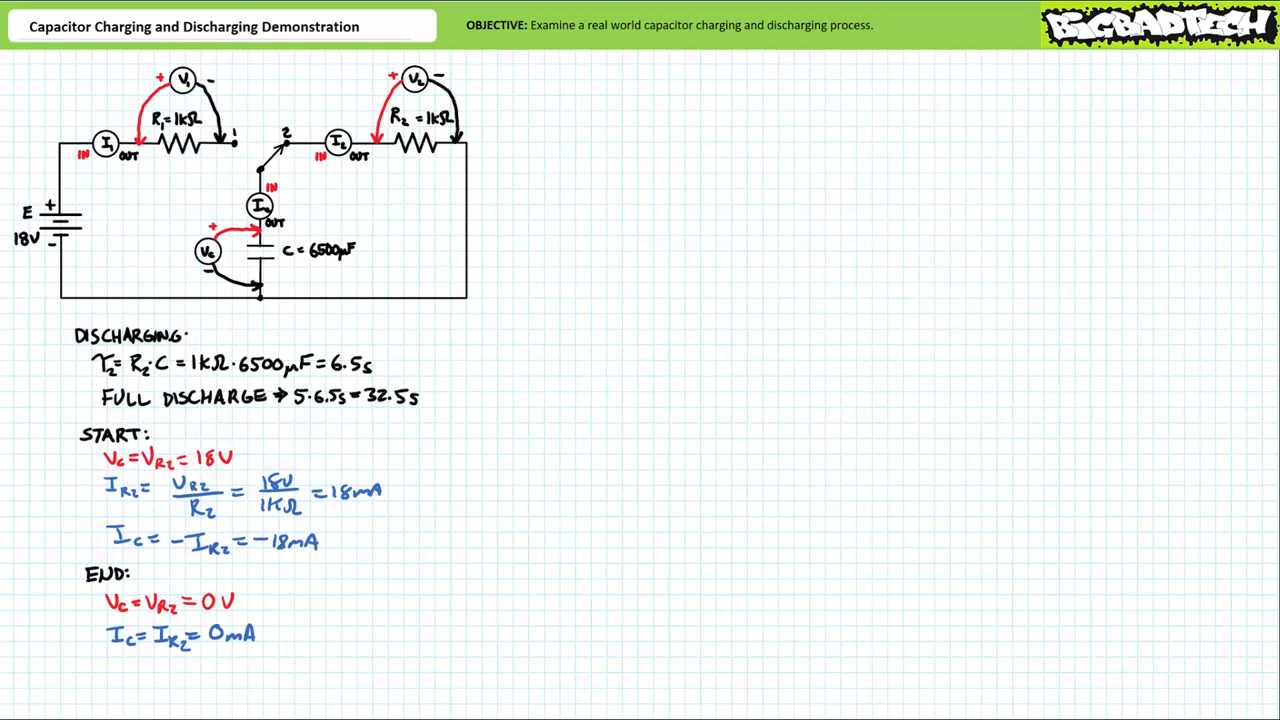 Capacitor Charging and Discharging Demonstration
OBJECTIVE: Examine a real world capacitor charging and discharging process.
BIGBADTECH
+ V1 -
R1=1KΩ
1
I1
IN OUT
+ V2 -
R2=1KΩ
2
I2
IN OUT
IN
Ic
OUT
E
18V
+
-
+
Vc
-
C=6500μF
DISCHARGING:
τ2=R2·C=1KΩ·6500μF=6.5s
FULL DISCHARGE → 5·6.5s=32.5s
START:
Vc=VR2=18V
IR2= VR2/R2 = 18V/1KΩ =18mA
Ic=-IR2=-18mA
END:
Vc=VR2=0V
Ic=IR2=0mA